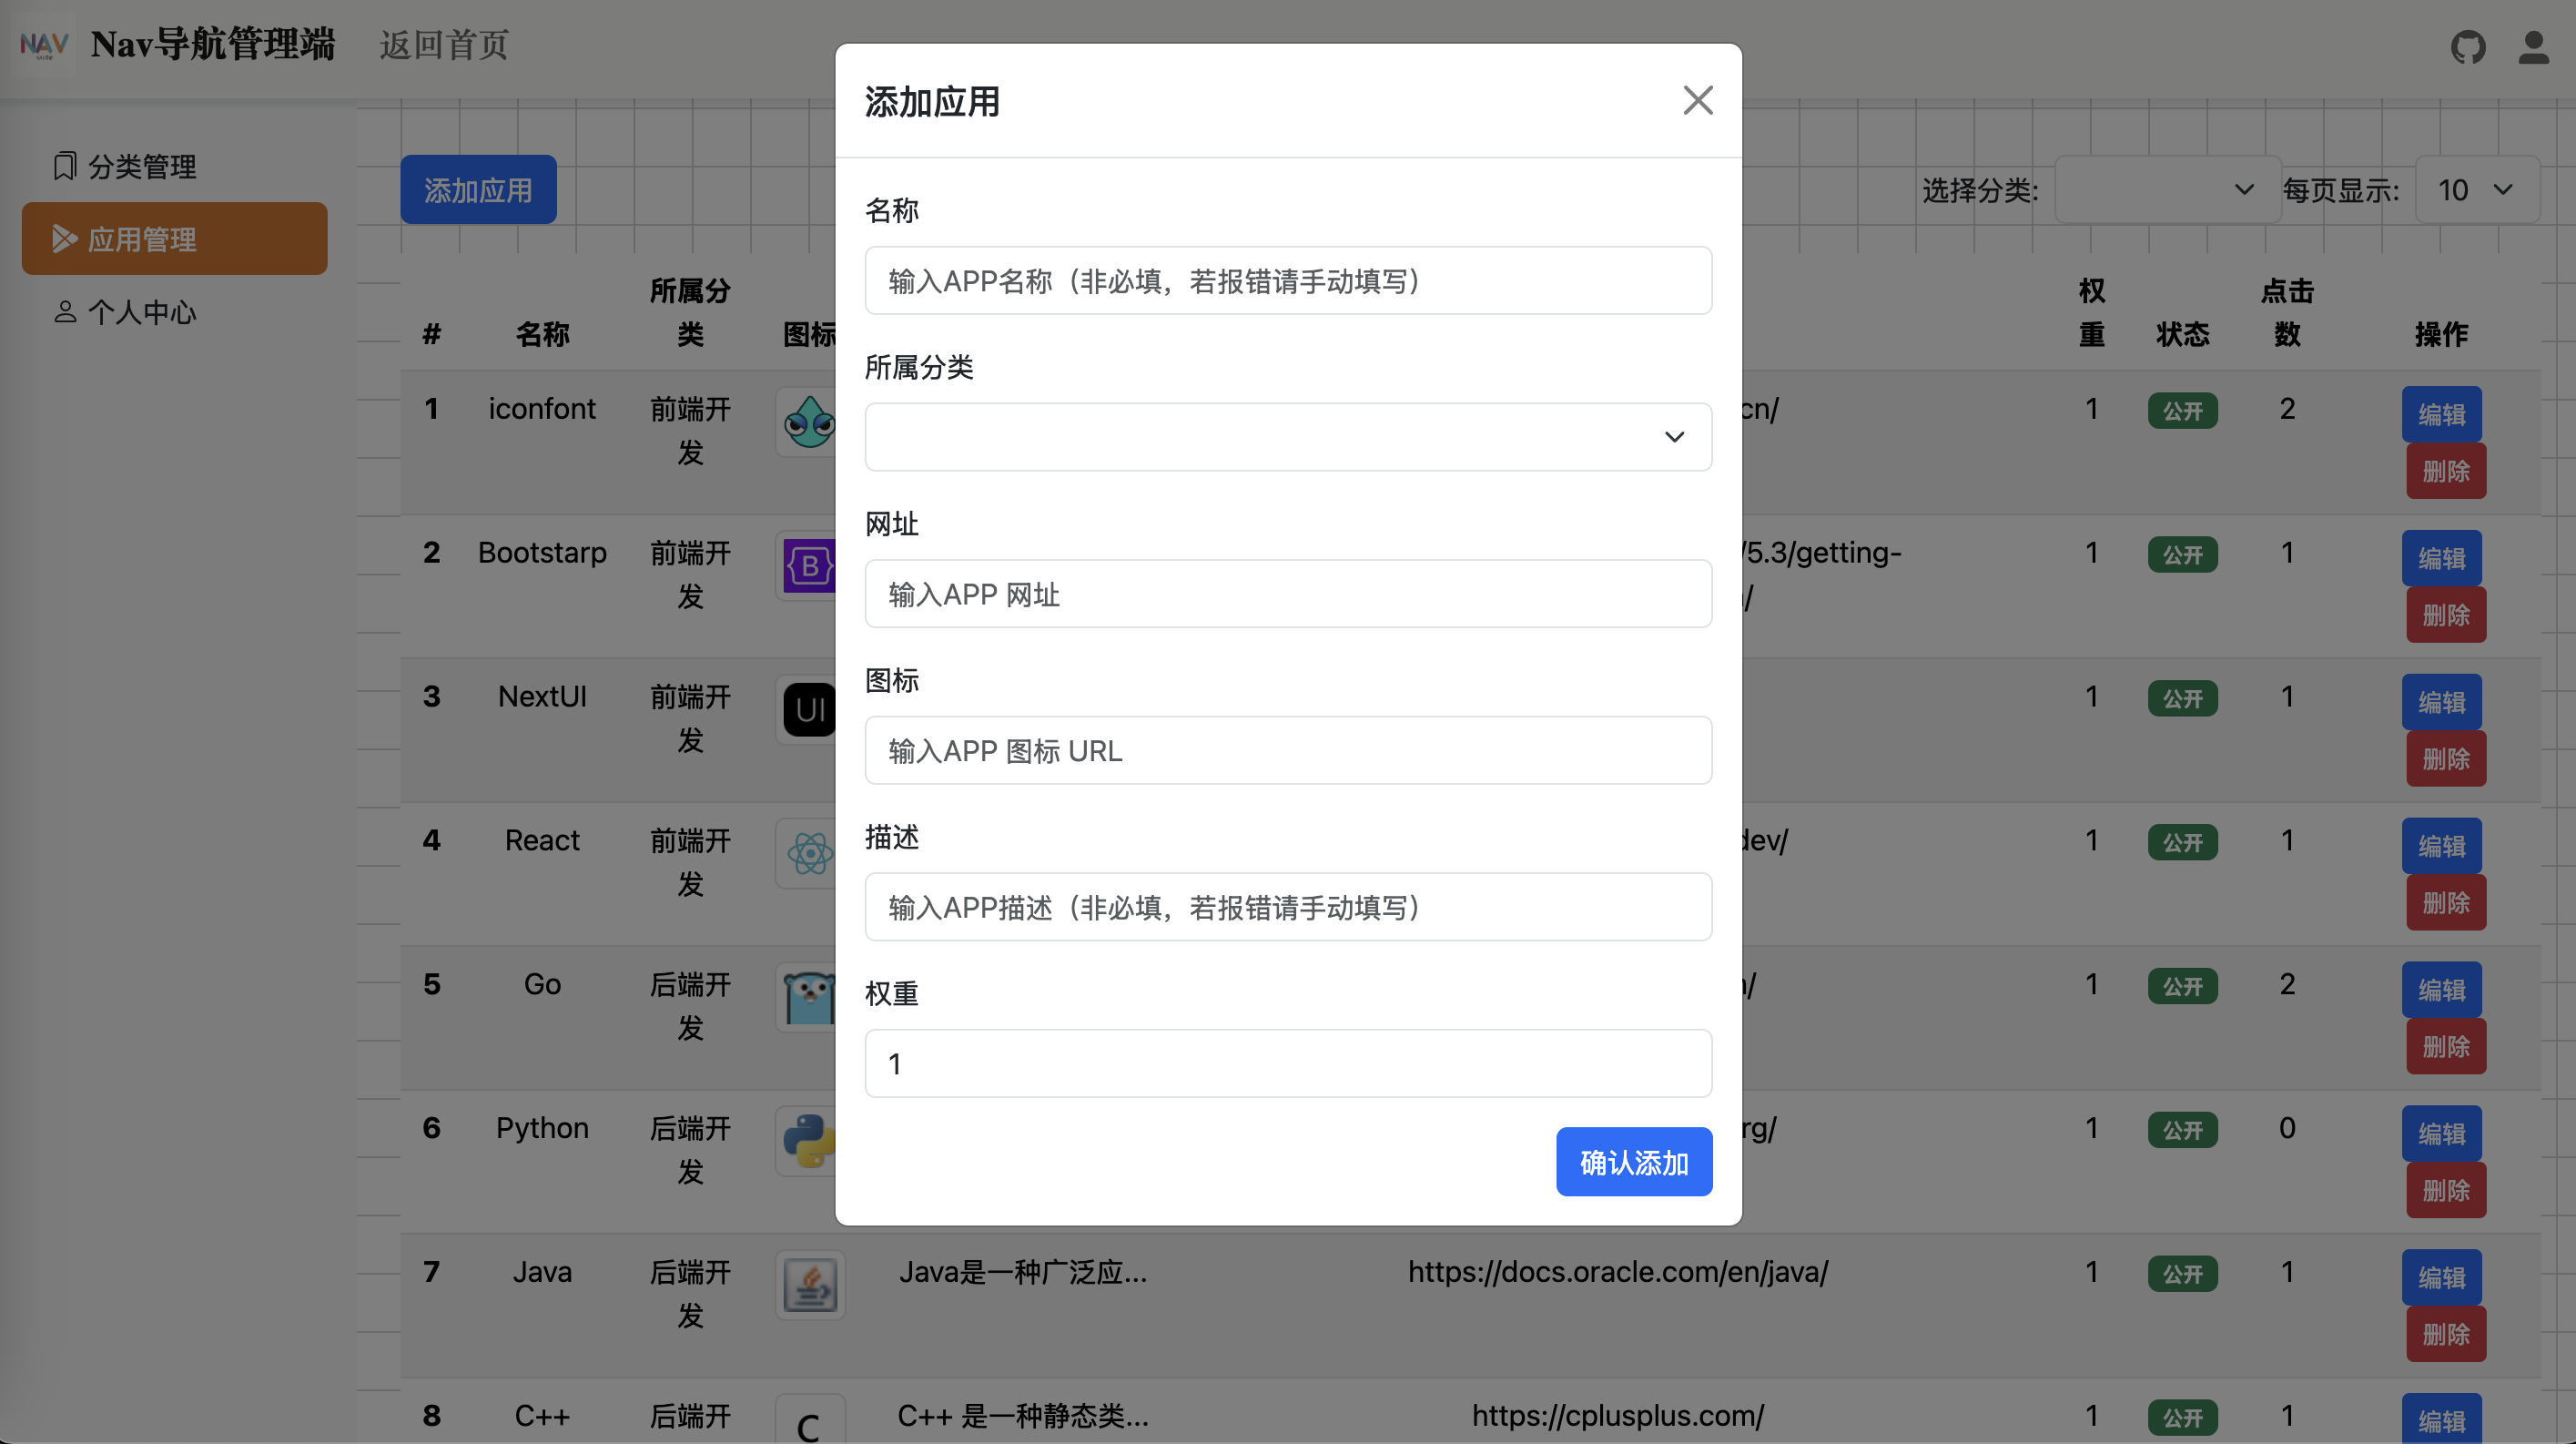 NAV
Nav导航管理端
返回首页
分类管理
应用管理
个人中心
添加应用
选择分类:
每页显示:
10
#
名称
所属分
类
图标
权
重
状态
点击
数
操作
1
iconfont
前端开
发
cn/
1
公开
2
编辑
删除
2
Bootstarp
前端开
发
{B}
/5.3/getting-
/
1
公开
1
编辑
删除
3
NextUI
前端开
发
UI
1
公开
1
编辑
删除
4
React
前端开
发
dev/
1
公开
1
编辑
删除
5
Go
后端开
发
/
1
公开
2
编辑
删除
6
Python
后端开
发
rg/
1
公开
0
编辑
删除
7
Java
后端开
发
Java是一种广泛应...
https://docs.oracle.com/en/java/
1
公开
1
编辑
删除
8
C++
后端开
C
C++ 是一种静态类...
https://cplusplus.com/
1
公开
1
编辑
添加应用
名称
输入APP名称（非必填，若报错请手动填写）
所属分类
网址
输入APP 网址
图标
输入APP 图标 URL
描述
输入APP描述（非必填，若报错请手动填写）
权重
1
确认添加